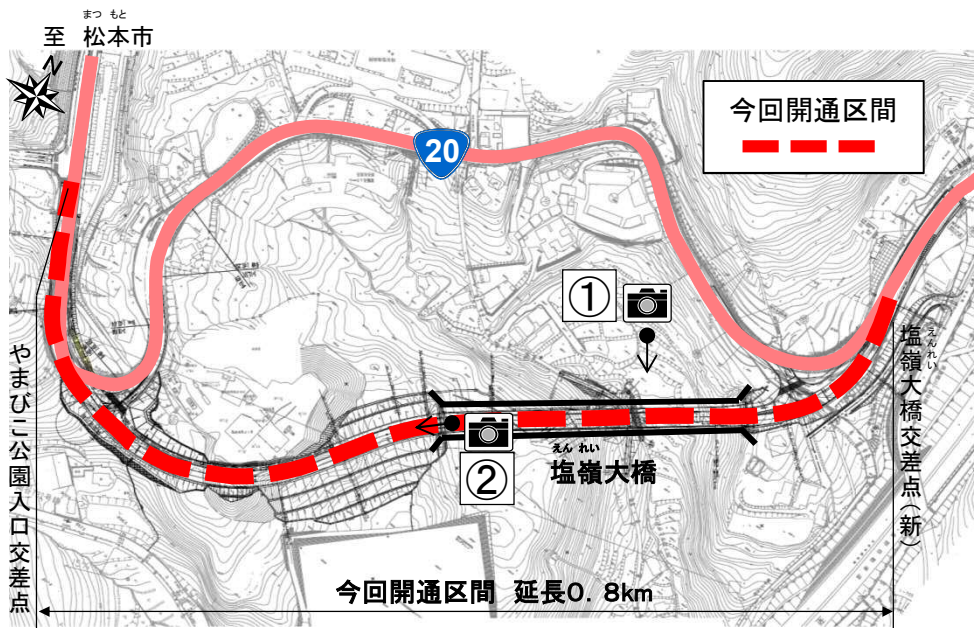 まつ もと
至 松本市
N
今回開通区間
20
①
えんれい
塩嶺大橋交差点(新)
やまびこ公園入口交差点
②
えん れい
塩嶺大橋
今回開通区間 延長0.8km